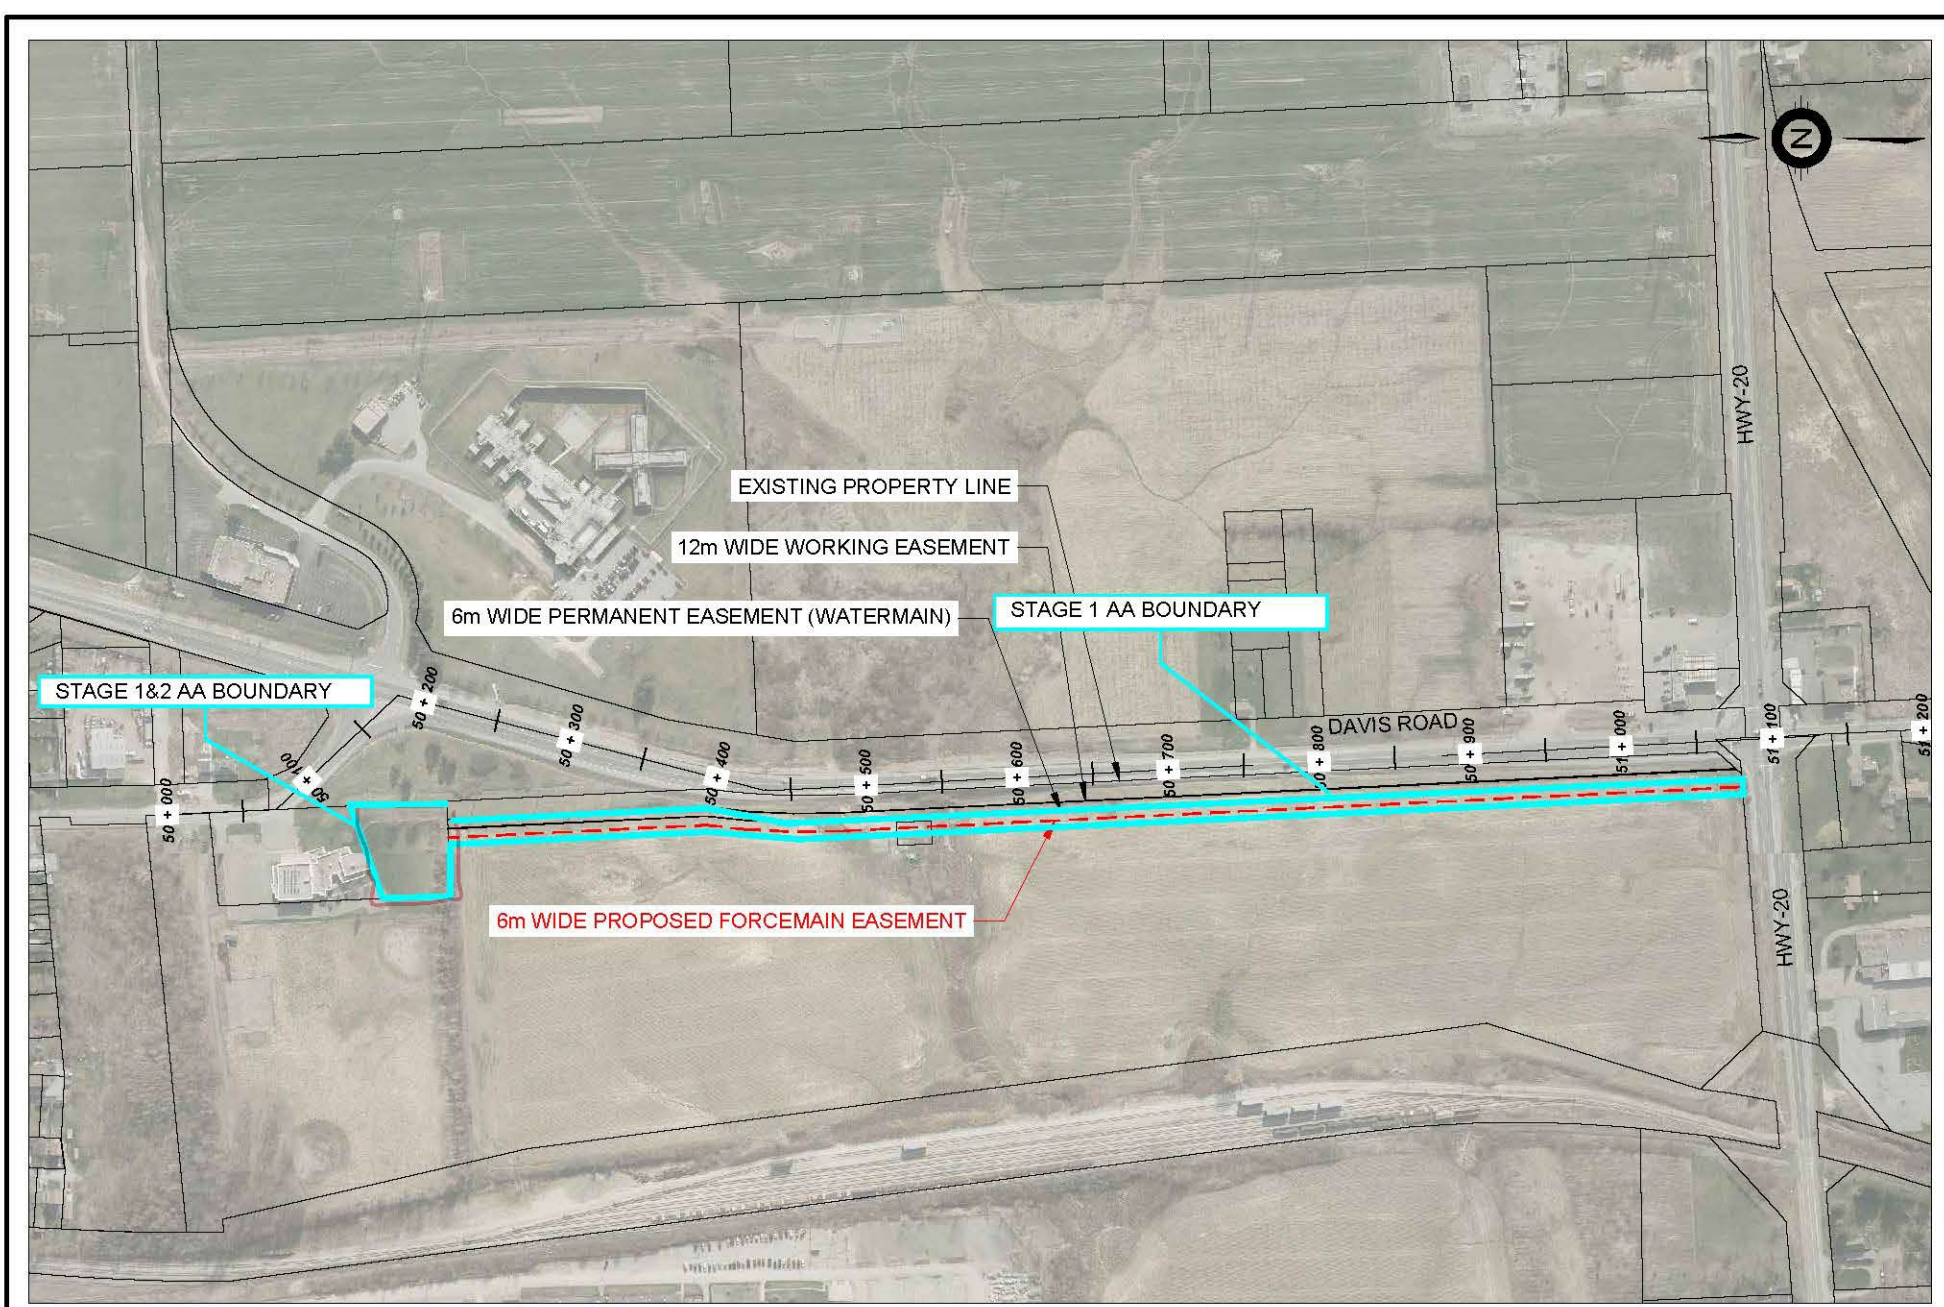 N
HWY-20
EXISTING PROPERTY LINE
12m WIDE WORKING EASEMENT
6m WIDE PERMANENT EASEMENT (WATERMAIN)
STAGE 1 AA BOUNDARY
STAGE 1&2 AA BOUNDARY
DAVIS ROAD
50 + 000
50 + 100
50 + 200
50 + 300
50 + 400
50 + 500
50 + 600
50 + 700
50 + 800
50 + 900
51 + 000
51 + 100
51 + 200
6m WIDE PROPOSED FORCEMAIN EASEMENT
HWY-20